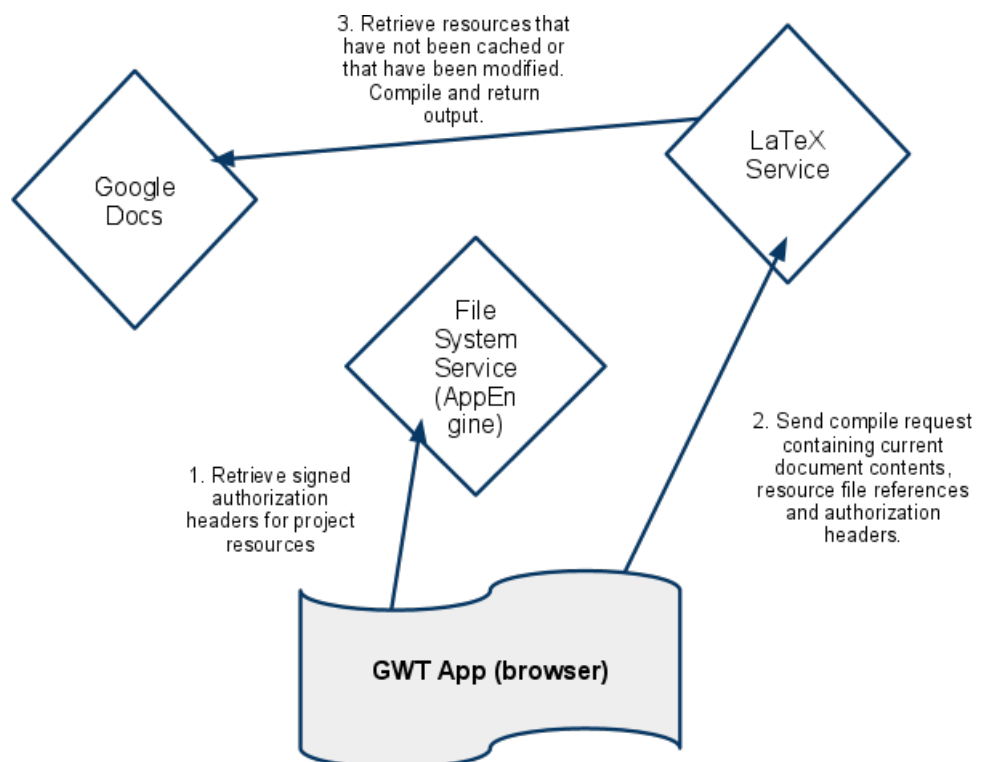 3. Retrieve resources that
have not been cached or
that have been modified.
Compile and return
output.
Google
Docs
LaTeX
Service
File
System
Service
(AppEn
gine)
1. Retrieve signed
authorization
headers for project
resources
2. Send compile request
containing current
document contents,
resource file references
and authorization
headers.
GWT App (browser)